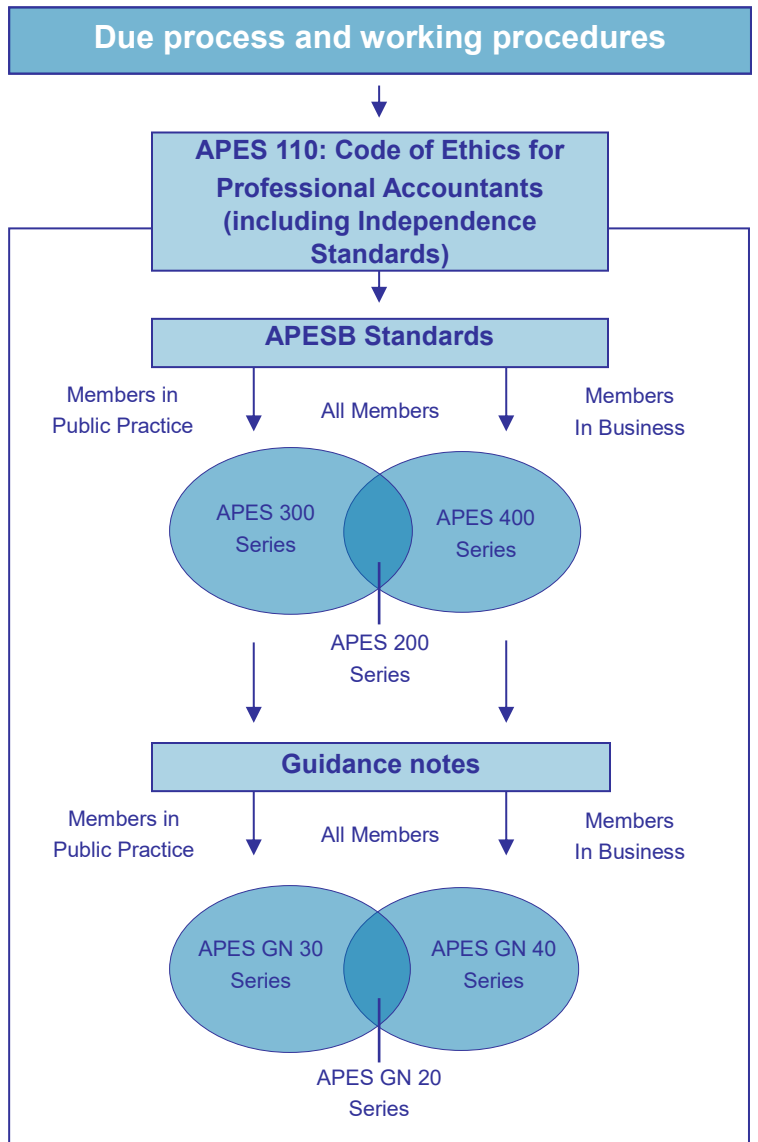 Due process and working procedures
APES 110: Code of Ethics for
Professional Accountants
(including Independence
Standards)
APESB Standards
Members in
Public Practice
All Members
Members
In Business
APES 300
Series
APES 400
Series
APES 200
Series
Guidance notes
Members in
Public Practice
All Members
Members
In Business
APES GN 30
Series
APES GN 40
Series
APES GN 20
Series